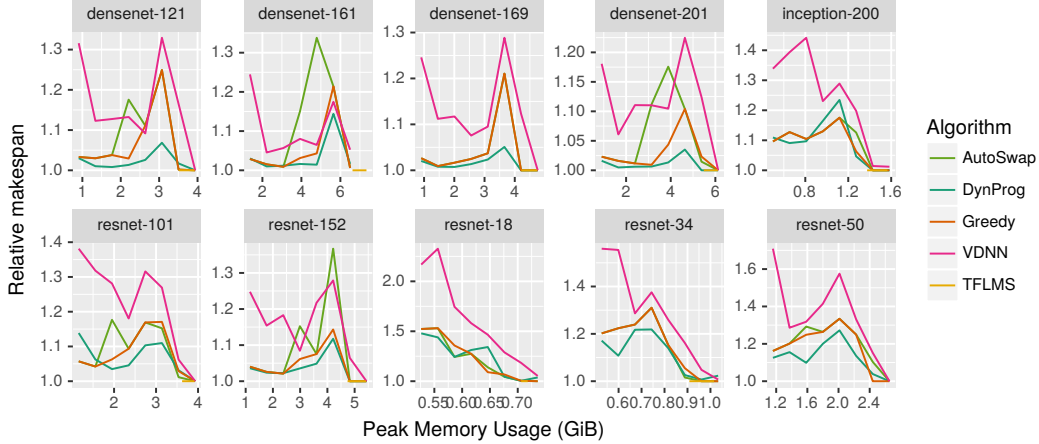 densenet-121 densenet-161 densenet-169 densenet-201 inception-200
1.3 1.2 1.1 1.0
1 2 3 4
1.3 1.2 1.1 1.0
2 4 6
1.3 1.2 1.1 1.0
1 2 3 4
1.20 1.15 1.10 1.05 1.00
2 4 6
1.4 1.3 1.2 1.1 1.0
0.8 1.2 1.6
resnet-101 resnet-152 resnet-18 resnet-34 resnet-50
1.4 1.3 1.2 1.1 1.0
2 3 4
1.3 1.2 1.1 1.0
1 2 3 4 5
2.0 1.5 1.0
0.55 0.60 0.65 0.70
1.4 1.2 1.0
0.60 0.70 0.80 0.91 1.0
1.6 1.4 1.2 1.0
1.2 1.6 2.0 2.4
Relative makespan
Peak Memory Usage (GiB)
Algorithm
AutoSwap
DynProg
Greedy
VDNN
TFLMS